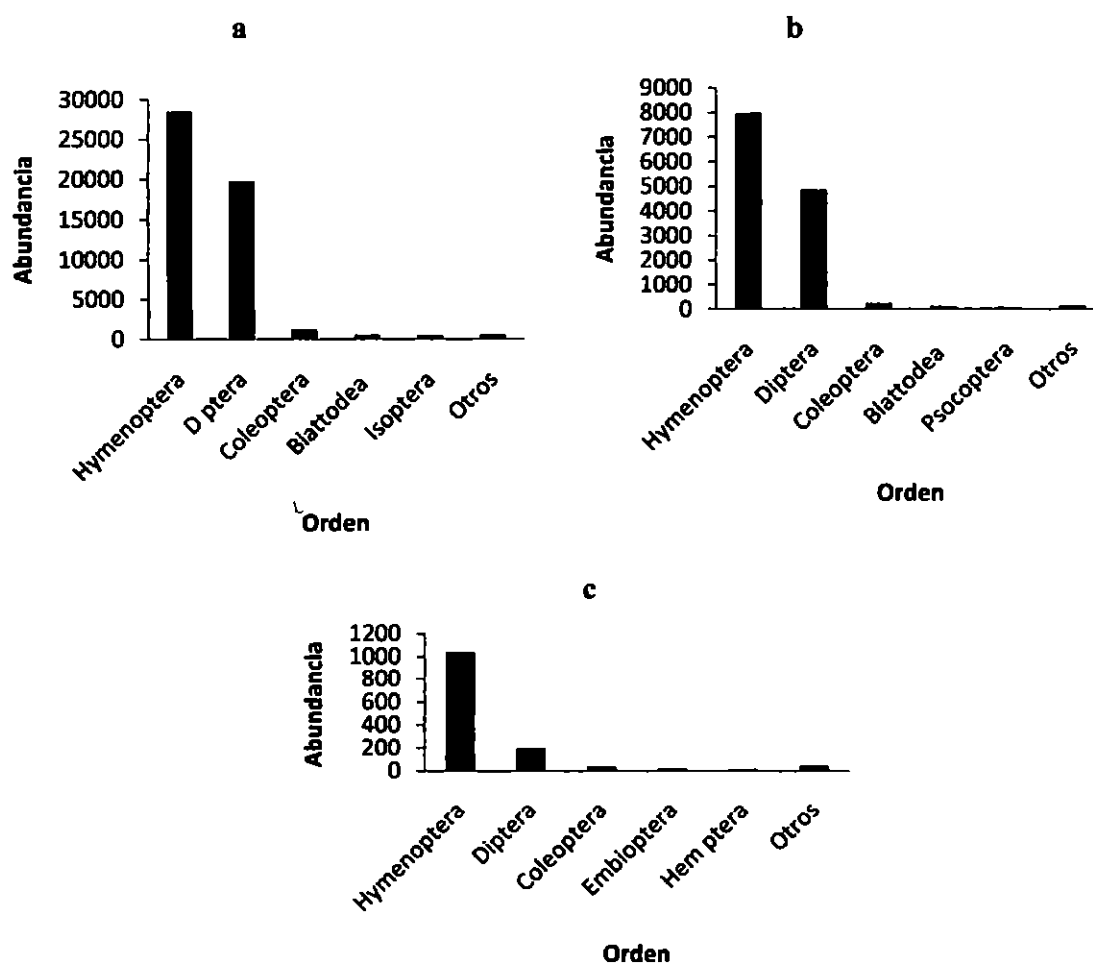 a
30000
25000
20000
15000
10000
5000
0
Abundancia
Hymenoptera
D ptera
Coleoptera
Blattodea
Isoptera
Otros
Orden
b
9000
8000
7000
6000
5000
4000
3000
2000
1000
0
Abundancia
Hymenoptera
Diptera
Coleoptera
Blattodea
Psocoptera
Otros
Orden
c
1200
1000
800
600
400
200
0
Abundancia
Hymenoptera
Diptera
Coleoptera
Embioptera
Hem ptera
Otros
Orden